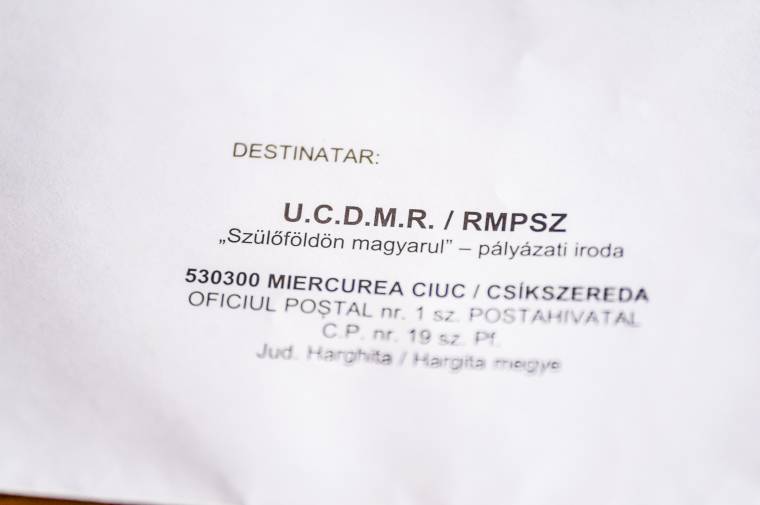 DESTINATAR:
U.C.D.M.R. / RMPSZ
„Szülőföldön magyarul” – pályázati iroda
530300 MIERCUREA CIUC / CSÍKSZEREDA
OFICIUL POȘTAL nr. 1 sz. POSTAHIVATAL
C.P. nr. 19 sz. Pf.
Jud. Harghita / Hargita megye